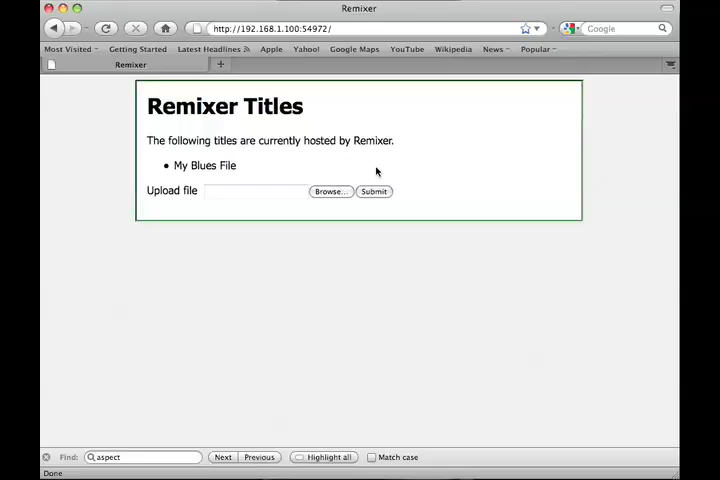 Remixer
http://192.168.1.100:54972/
Google
Most Visited Getting Started Latest Headlines Apple Yahoo! Google Maps YouTube Wikipedia News Popular
Remixer
Remixer Titles
The following titles are currently hosted by Remixer.
My Blues File
Upload file Browse... Submit
Find: aspect Next Previous Highlight all Match case
Done